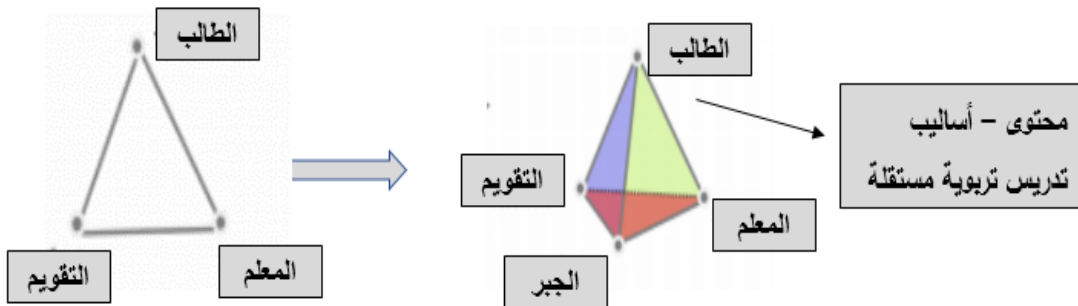 الطالب
الطالب
محتوى – أساليب
تدريس تربوية مستقلة
التقويم
المعلم
المعلم
التقويم
الجبر